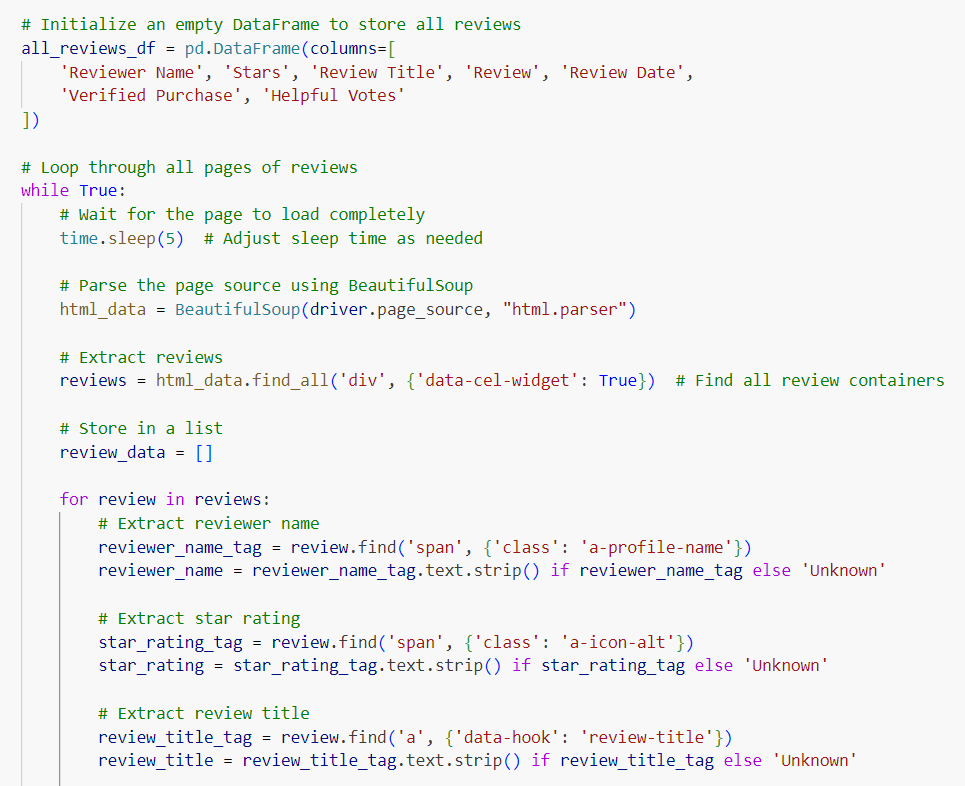 # Initialize an empty DataFrame to store all reviews
all_reviews_df = pd.DataFrame(columns=[
    'Reviewer Name', 'Stars', 'Review Title', 'Review', 'Review Date',
    'Verified Purchase', 'Helpful Votes'
])

# Loop through all pages of reviews
while True:
    # Wait for the page to load completely
    time.sleep(5)  # Adjust sleep time as needed

    # Parse the page source using BeautifulSoup
    html_data = BeautifulSoup(driver.page_source, "html.parser")

    # Extract reviews
    reviews = html_data.find_all('div', {'data-cel-widget': True})  # Find all review containers

    # Store in a list
    review_data = []

    for review in reviews:
        # Extract reviewer name
        reviewer_name_tag = review.find('span', {'class': 'a-profile-name'})
        reviewer_name = reviewer_name_tag.text.strip() if reviewer_name_tag else 'Unknown'

        # Extract star rating
        star_rating_tag = review.find('span', {'class': 'a-icon-alt'})
        star_rating = star_rating_tag.text.strip() if star_rating_tag else 'Unknown'

        # Extract review title
        review_title_tag = review.find('a', {'data-hook': 'review-title'})
        review_title = review_title_tag.text.strip() if review_title_tag else 'Unknown'